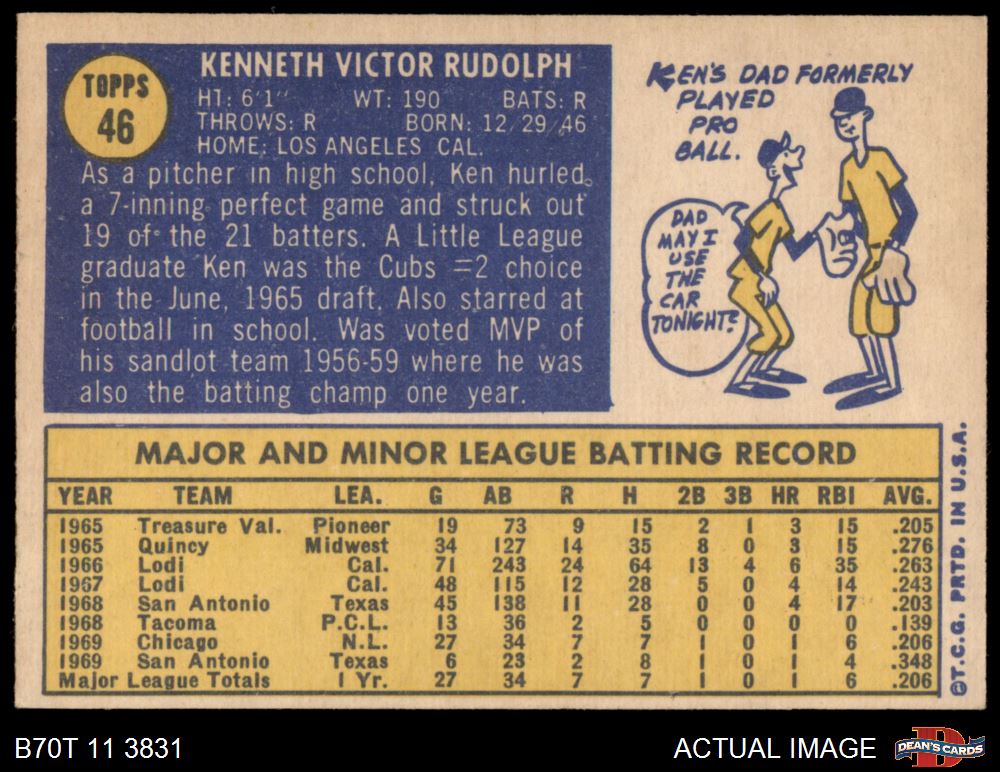 TOPPS
46
KENNETH VICTOR RUDOLPH
HT: 6'1" WT: 190 BATS: R
THROWS: R BORN: 12/29/46
HOME: LOS ANGELES CAL.
As a pitcher in high school, Ken hurled
a 7-inning perfect game and struck out
19 of the 21 batters. A Little League
graduate Ken was the Cubs =2 choice
in the June, 1965 draft. Also starred at
football in school. Was voted MVP of
his sandlot team 1956-59 where he was
also the batting champ one year.
KEN'S DAD FORMERLY
PLAYED
PRO
BALL.
DAD
MAY I
USE
THE
CAR
TONIGHT?
MAJOR AND MINOR LEAGUE BATTING RECORD
YEAR TEAM LEA. G AB R H 2B 3B HR RBI AVG.
1965 Treasure Val. Pioneer 19 73 9 15 2 1 3 15 .205
1965 Quincy Midwest 34 127 14 35 8 0 3 15 .276
1966 Lodi Cal. 71 243 24 64 13 4 6 35 .263
1967 Lodi Cal. 48 115 12 28 5 0 4 14 .243
1968 San Antonio Texas 45 138 11 28 0 0 4 17 .203
1968 Tacoma P.C.L. 13 36 2 5 0 0 0 0 .139
1969 Chicago N.L. 27 34 7 7 1 0 1 6 .206
1969 San Antonio Texas 6 23 2 8 1 0 1 4 .348
Major League Totals 1 Yr. 27 34 7 7 1 0 1 6 .206
©T.C.G. PRTD. IN U.S.A.
B70T 11 3831
ACTUAL IMAGE
D
DEAN'S CARDS